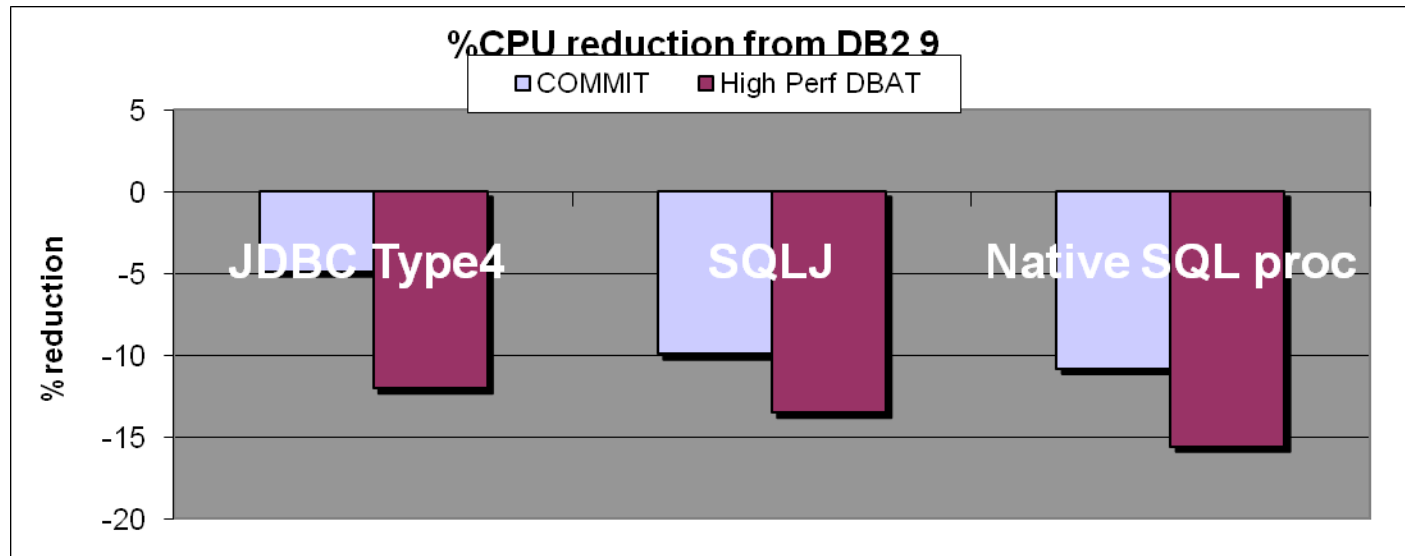 %CPU reduction from DB2 9
COMMIT High Perf DBAT
5
0
-5
-10
-15
-20
% reduction
JDBC Type4 SQLJ Native SQL proc